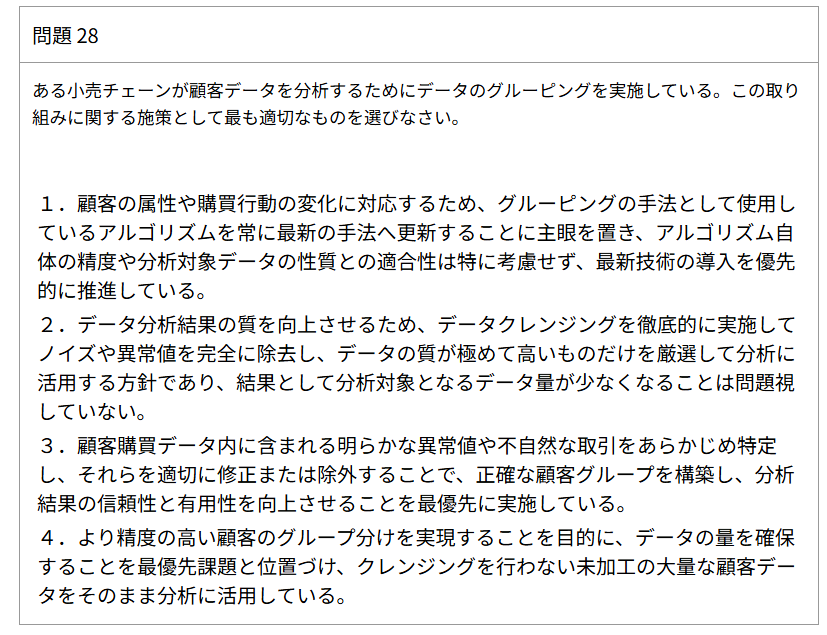 問題 28
ある小売チェーンが顧客データを分析するためにデータのグルーピングを実施している。この取り
組みに関する施策として最も適切なものを選びなさい。
１．顧客の属性や購買行動の変化に対応するため、グルーピングの手法として使用し
ているアルゴリズムを常に最新の手法へ更新することに主眼を置き、アルゴリズム自
体の精度や分析対象データの性質との適合性は特に考慮せず、最新技術の導入を優先
的に推進している。
２．データ分析結果の質を向上させるため、データクレンジングを徹底的に実施して
ノイズや異常値を完全に除去し、データの質が極めて高いものだけを厳選して分析に
活用する方針であり、結果として分析対象となるデータ量が少なくなることは問題視
していない。
３．顧客購買データ内に含まれる明らかな異常値や不自然な取引をあらかじめ特定
し、それらを適切に修正または除外することで、正確な顧客グループを構築し、分析
結果の信頼性と有用性を向上させることを最優先に実施している。
４．より精度の高い顧客のグループ分けを実現することを目的に、データの量を確保
することを最優先課題と位置づけ、クレンジングを行わない未加工の大量な顧客デー
タをそのまま分析に活用している。